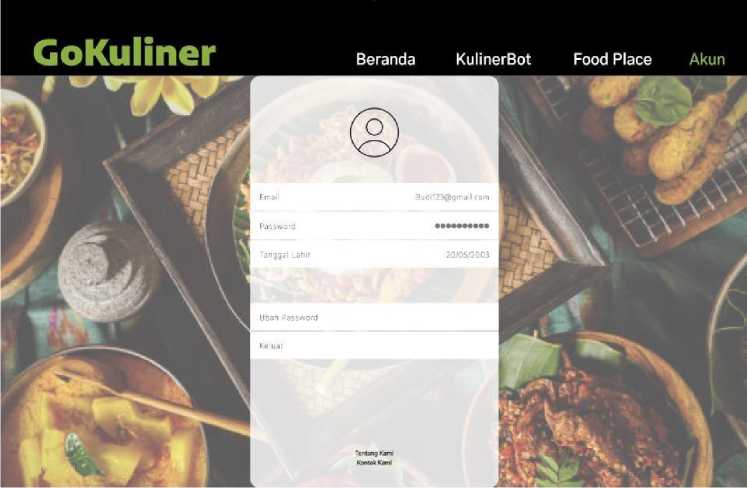 GoKuliner
Beranda KulinerBot Food Place Akun
Email Budi123@gmail.com
Password ●●●●●●●●●●
Tanggal Lahir 20/05/2003
Ubah Password
Keluar
Tentang Kami
Kontak Kami